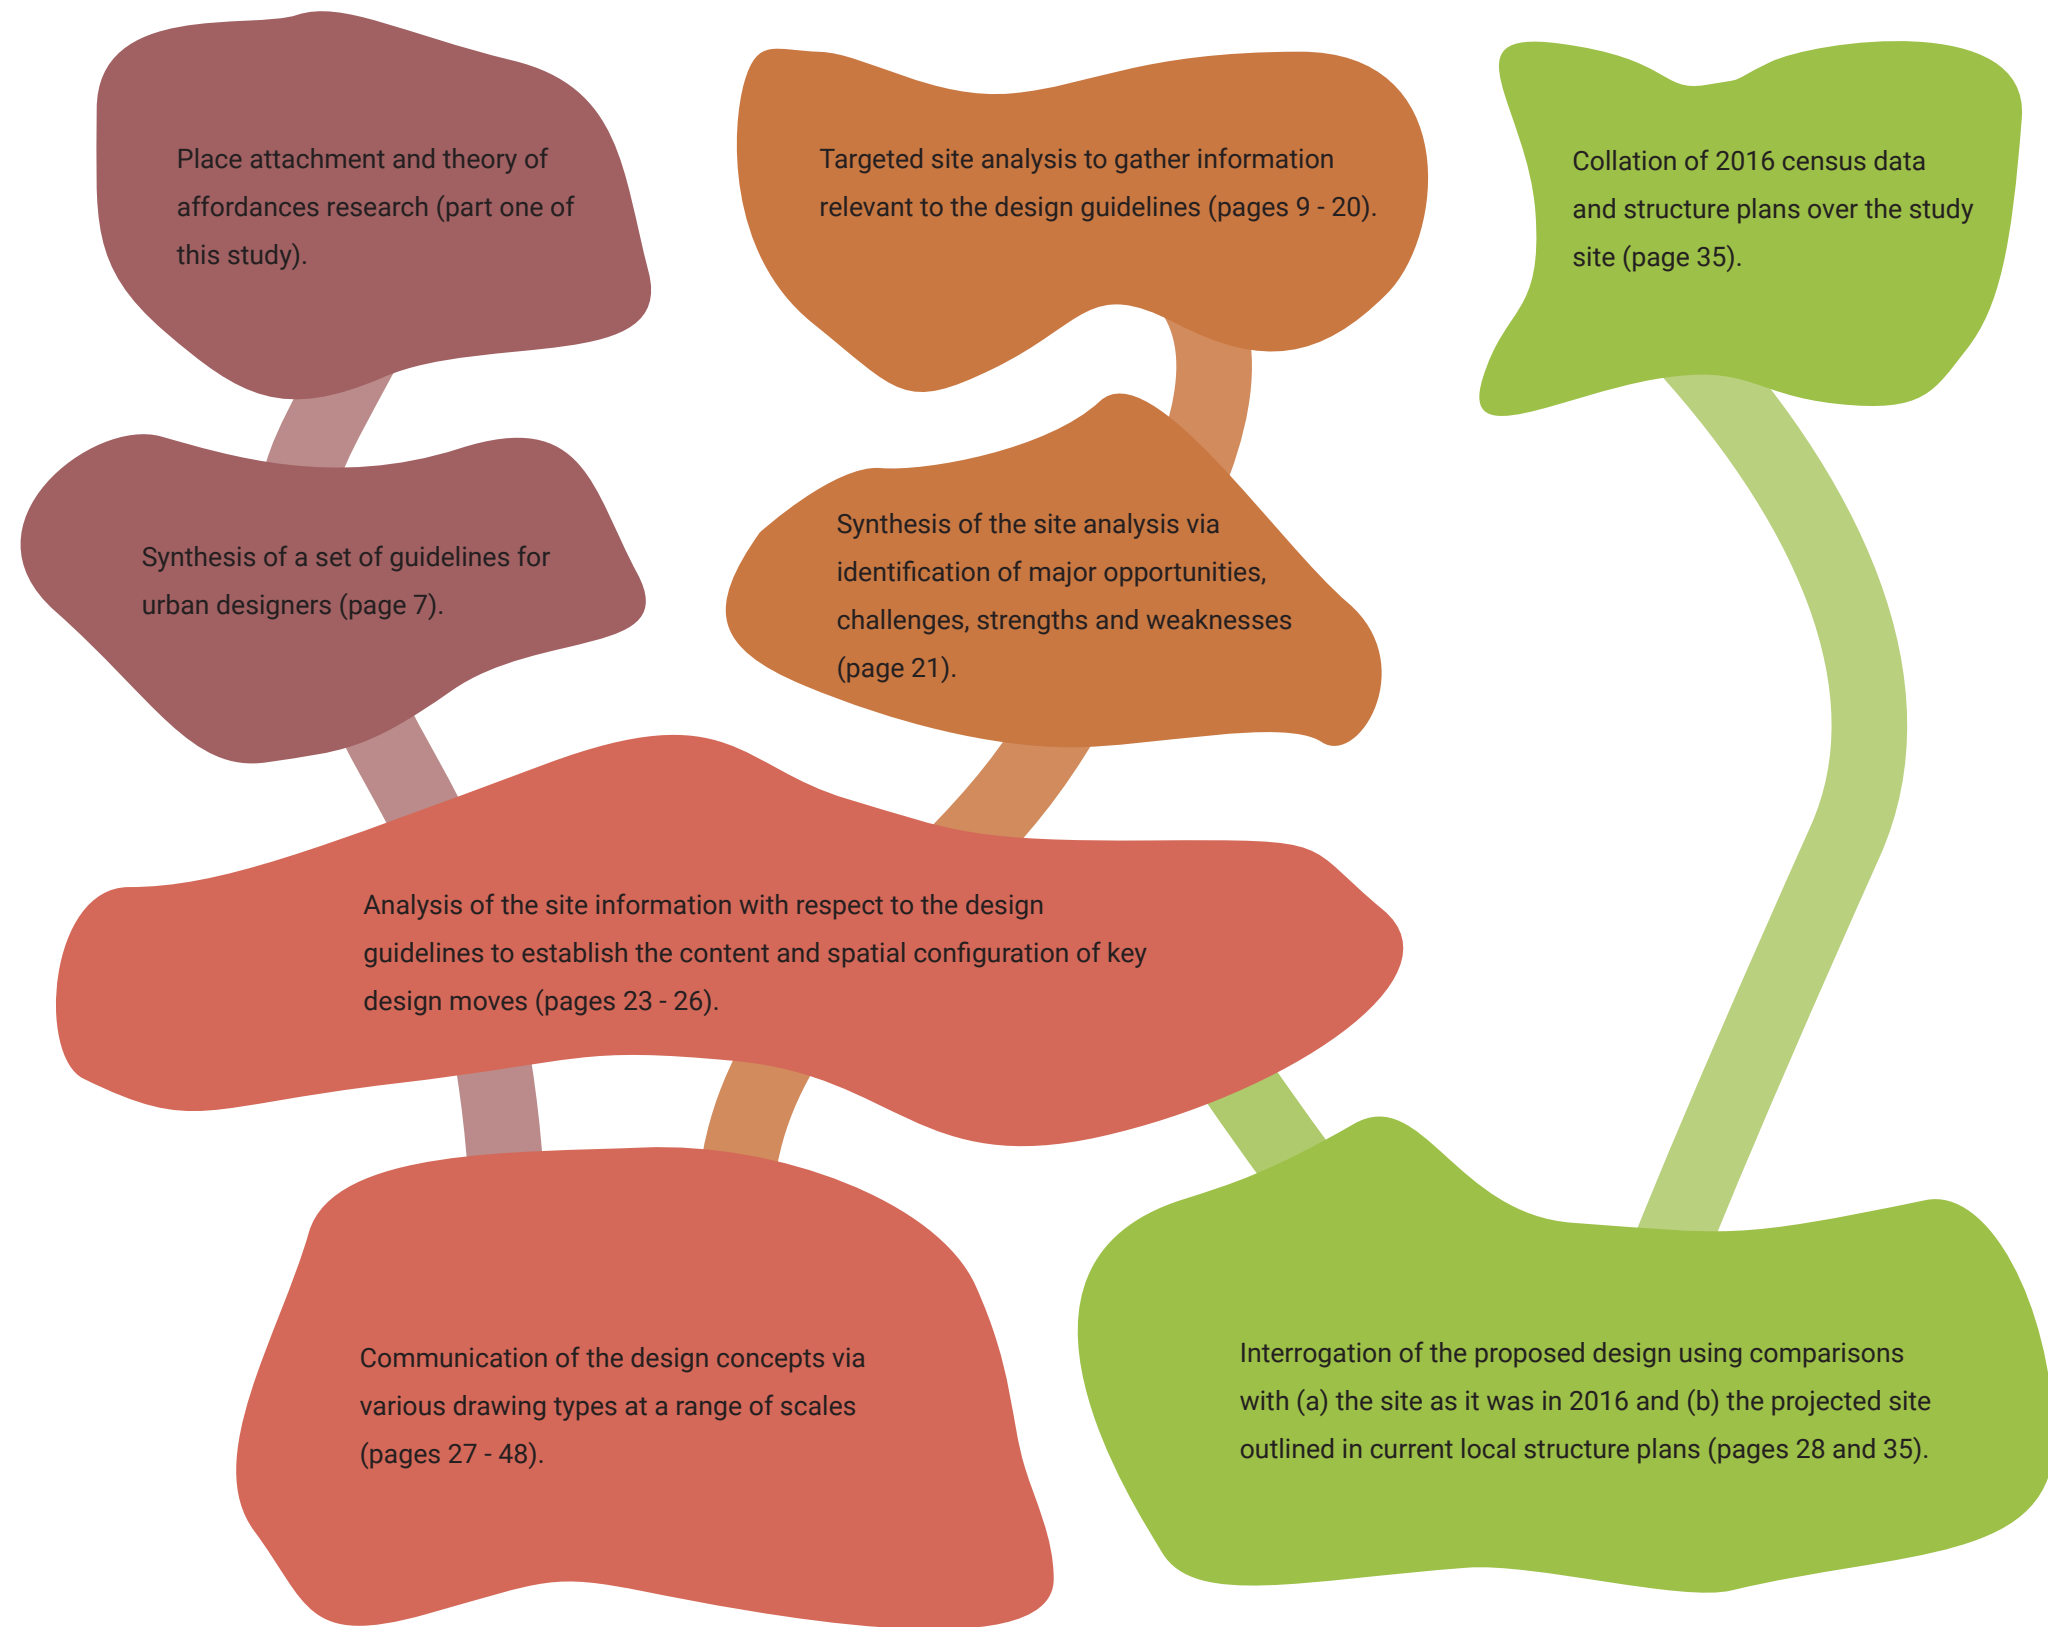 Place attachment and theory of
affordances research (part one of
this study).
Targeted site analysis to gather information
relevant to the design guidelines (pages 9 - 20).
Collation of 2016 census data
and structure plans over the study
site (page 35).
Synthesis of a set of guidelines for
urban designers (page 7).
Synthesis of the site analysis via
identification of major opportunities,
challenges, strengths and weaknesses
(page 21).
Analysis of the site information with respect to the design
guidelines to establish the content and spatial configuration of key
design moves (pages 23 - 26).
Communication of the design concepts via
various drawing types at a range of scales
(pages 27 - 48).
Interrogation of the proposed design using comparisons
with (a) the site as it was in 2016 and (b) the projected site
outlined in current local structure plans (pages 28 and 35).